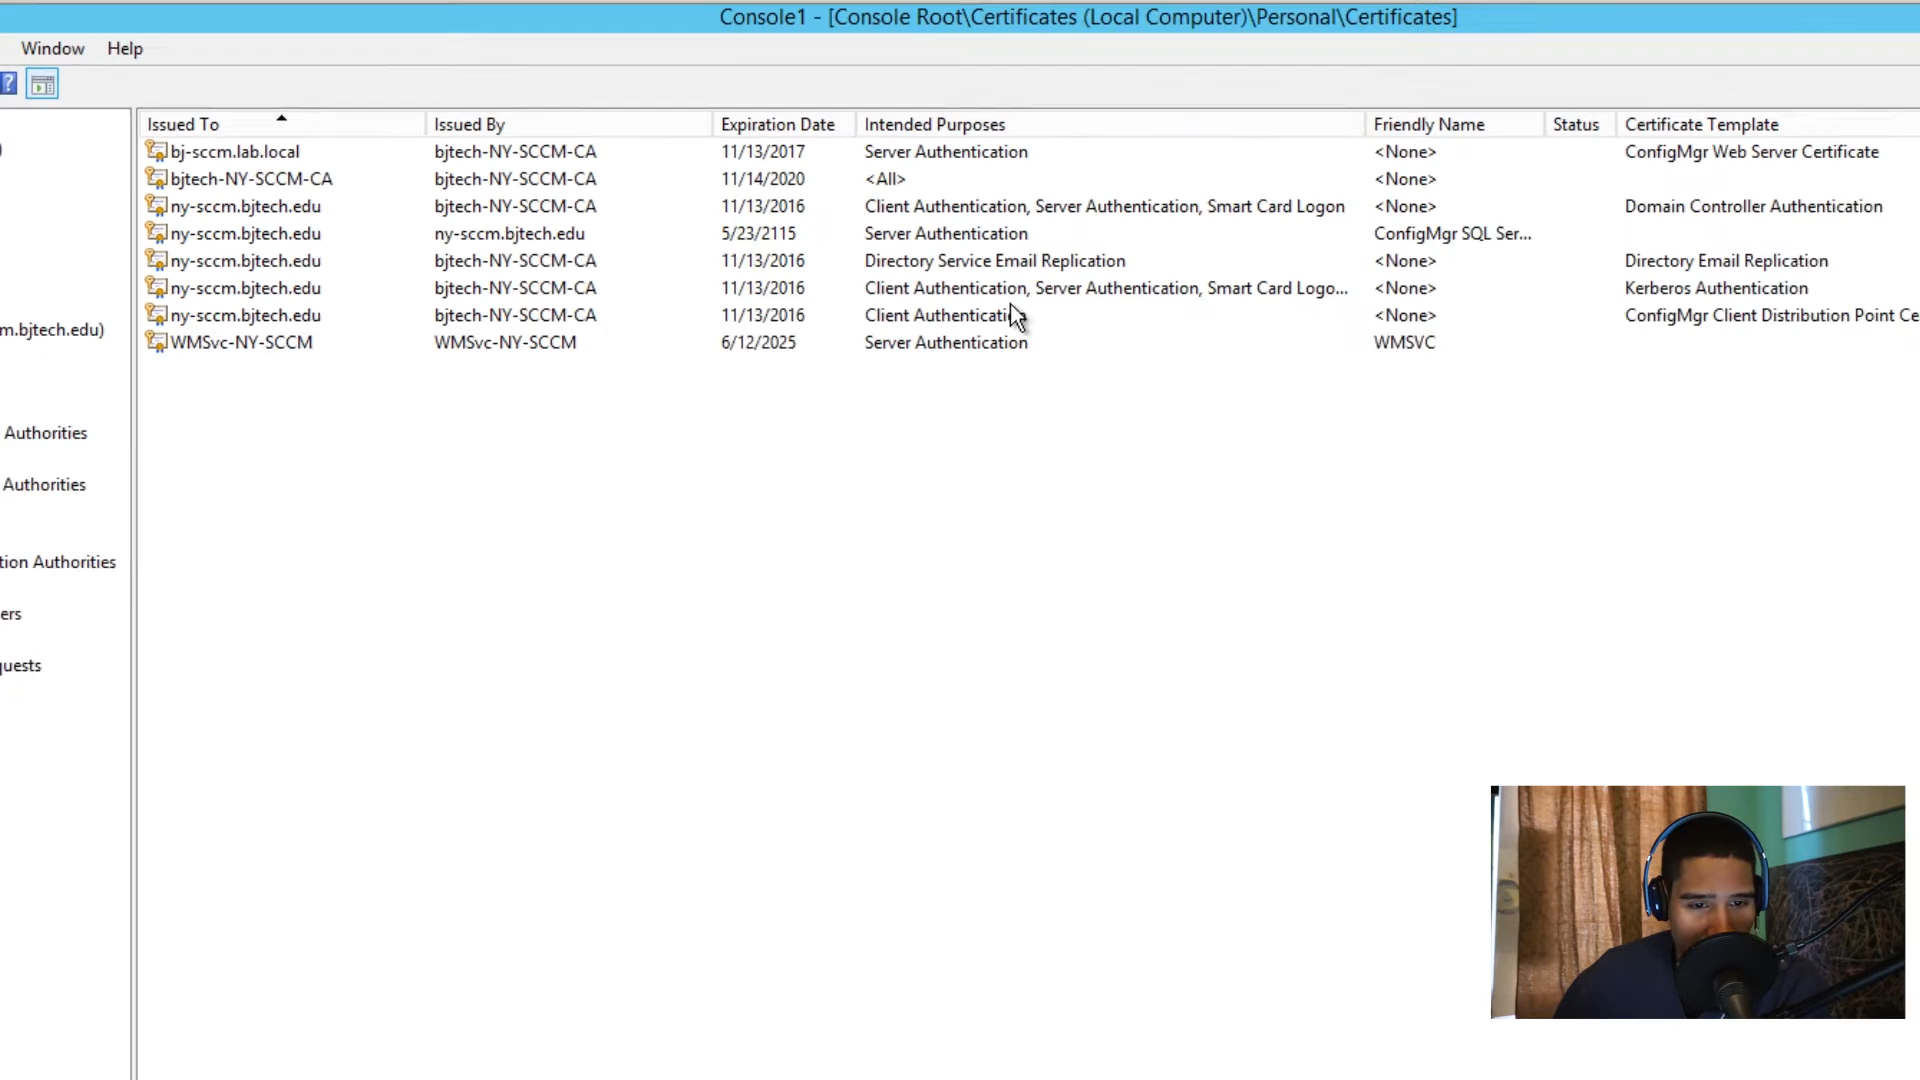 Console1 - [Console Root\Certificates (Local Computer)\Personal\Certificates]
Window Help
Issued To Issued By Expiration Date Intended Purposes Friendly Name Status Certificate Template
bj-sccm.lab.local bjtech-NY-SCCM-CA 11/13/2017 Server Authentication <None> ConfigMgr Web Server Certificate
bjtech-NY-SCCM-CA bjtech-NY-SCCM-CA 11/14/2020 <All> <None>
ny-sccm.bjtech.edu bjtech-NY-SCCM-CA 11/13/2016 Client Authentication, Server Authentication, Smart Card Logon <None> Domain Controller Authentication
ny-sccm.bjtech.edu ny-sccm.bjtech.edu 5/23/2115 Server Authentication ConfigMgr SQL Ser...
ny-sccm.bjtech.edu bjtech-NY-SCCM-CA 11/13/2016 Directory Service Email Replication <None> Directory Email Replication
ny-sccm.bjtech.edu bjtech-NY-SCCM-CA 11/13/2016 Client Authentication, Server Authentication, Smart Card Logo... <None> Kerberos Authentication
ny-sccm.bjtech.edu bjtech-NY-SCCM-CA 11/13/2016 Client Authentication <None> ConfigMgr Client Distribution Point Ce
WMSvc-NY-SCCM WMSvc-NY-SCCM 6/12/2025 Server Authentication WMSVC
)
m.bjtech.edu)
Authorities
Authorities
tion Authorities
ers
quests